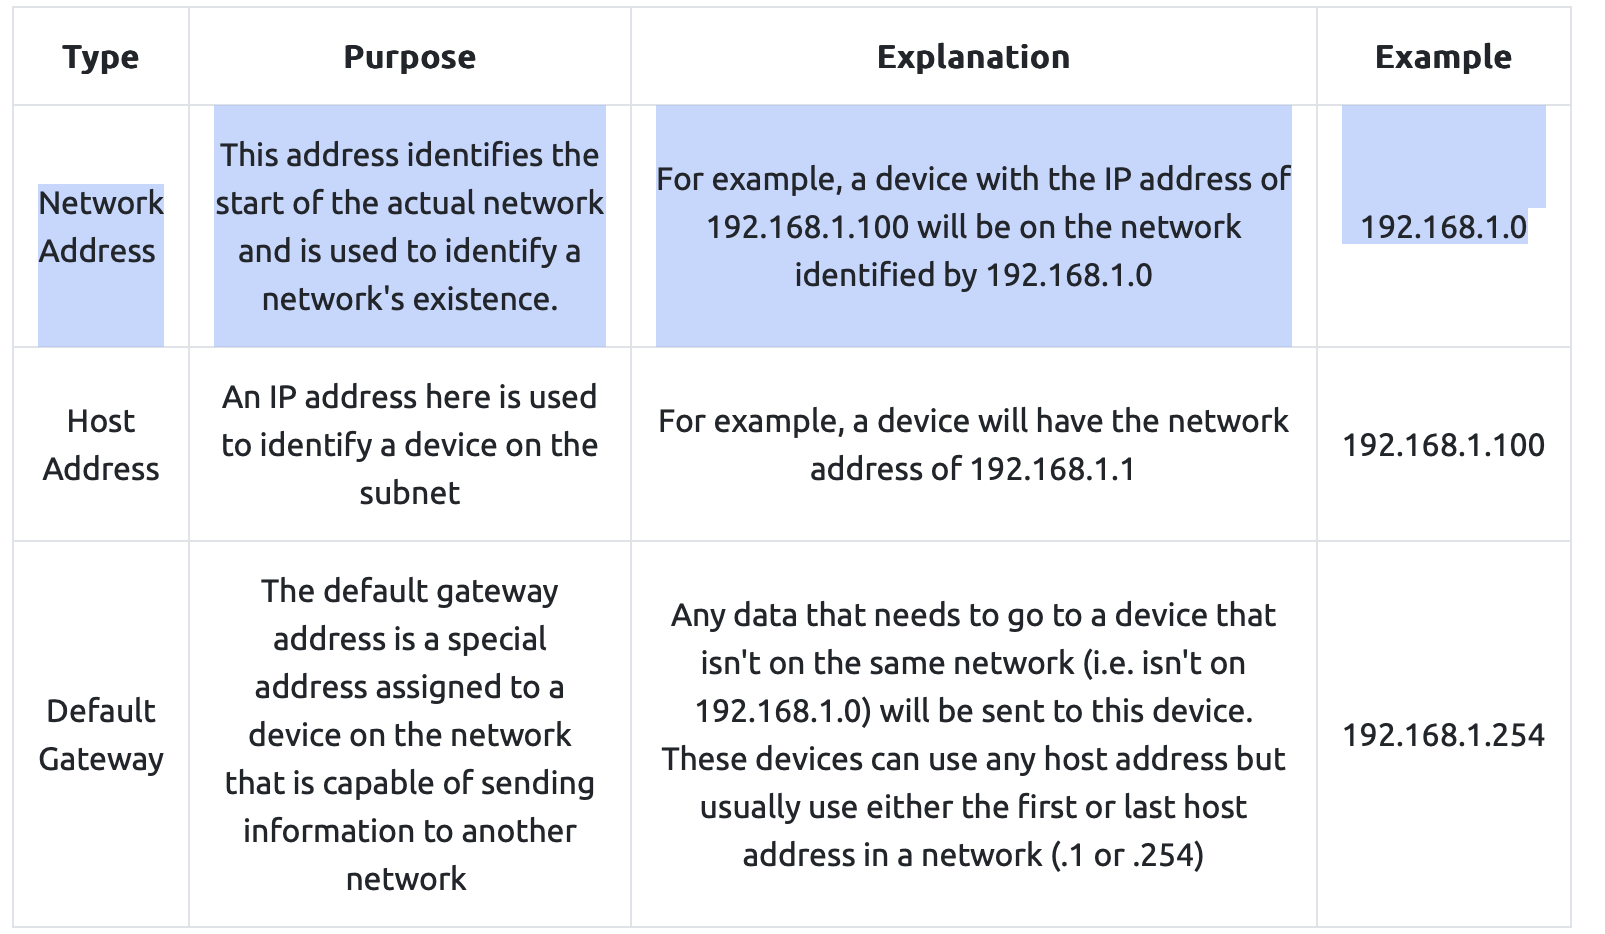 Type
Purpose
Explanation
Example
Network
Address
This address identifies the
start of the actual network
and is used to identify a
network's existence.
For example, a device with the IP address of
192.168.1.100 will be on the network
identified by 192.168.1.0
192.168.1.0
Host
Address
An IP address here is used
to identify a device on the
subnet
For example, a device will have the network
address of 192.168.1.1
192.168.1.100
Default
Gateway
The default gateway
address is a special
address assigned to a
device on the network
that is capable of sending
information to another
network
Any data that needs to go to a device that
isn't on the same network (i.e. isn't on
192.168.1.0) will be sent to this device.
These devices can use any host address but
usually use either the first or last host
address in a network (.1 or .254)
192.168.1.254